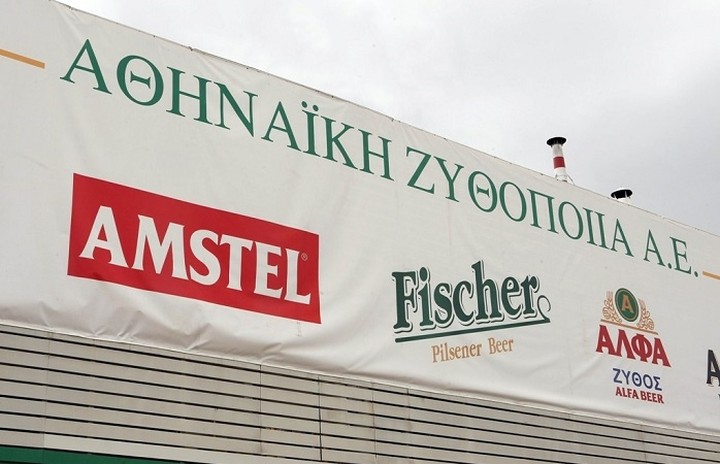 ΑΘΗΝΑΪΚΗ ΖΥΘΟΠΟΙΙΑ Α.Ε.
AMSTEL®
Fischer
Pilsener Beer
Α
ΑΛΦΑ
ΖΥΘΟΣ
ALFA BEER